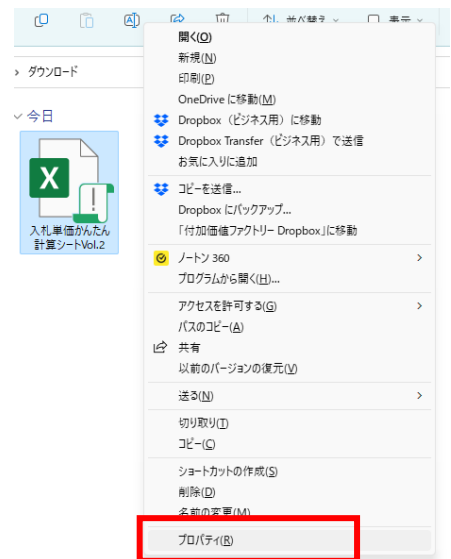 並べ替え
表示
ダウンロード
今日
入札単価かんたん
計算シートVol.2
開く(O)
新規(N)
印刷(P)
OneDrive に移動(M)
Dropbox（ビジネス用）に移動
Dropbox Transfer（ビジネス用）で送信
お気に入りに追加
コピーを送信...
Dropbox にバックアップ...
「付加価値ファクトリー Dropbox」に移動
ノートン 360
プログラムから開く(H)...
アクセスを許可する(G)
パスのコピー(A)
共有
以前のバージョンの復元(V)
送る(N)
切り取り(T)
コピー(C)
ショートカットの作成(S)
削除(D)
名前の変更(M)
プロパティ(R)